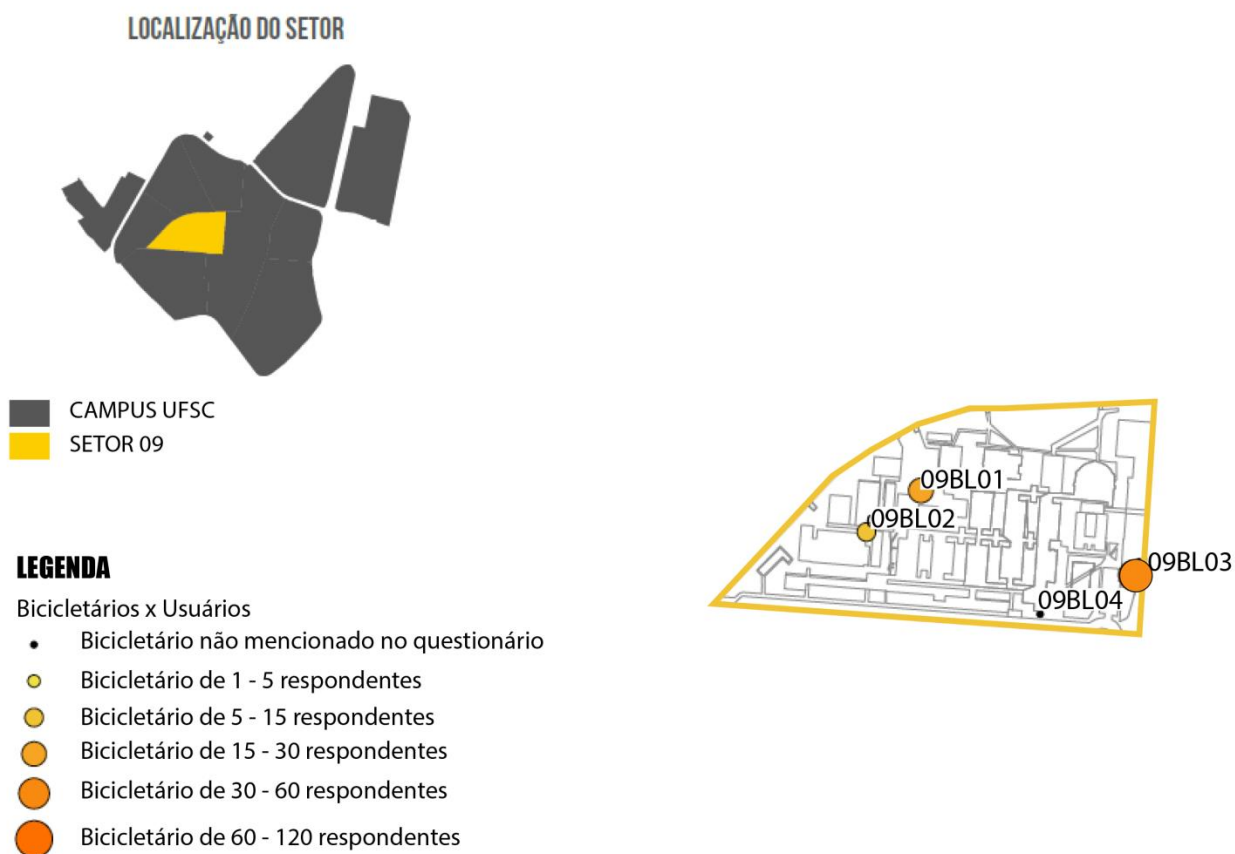 LOCALIZAÇÃO DO SETOR
CAMPUS UFSC
SETOR 09
LEGENDA
Bicicletários x Usuários
Bicicletário não mencionado no questionário
Bicicletário de 1 - 5 respondentes
Bicicletário de 5 - 15 respondentes
Bicicletário de 15 - 30 respondentes
Bicicletário de 30 - 60 respondentes
Bicicletário de 60 - 120 respondentes
09BL01
09BL02
09BL03
09BL04